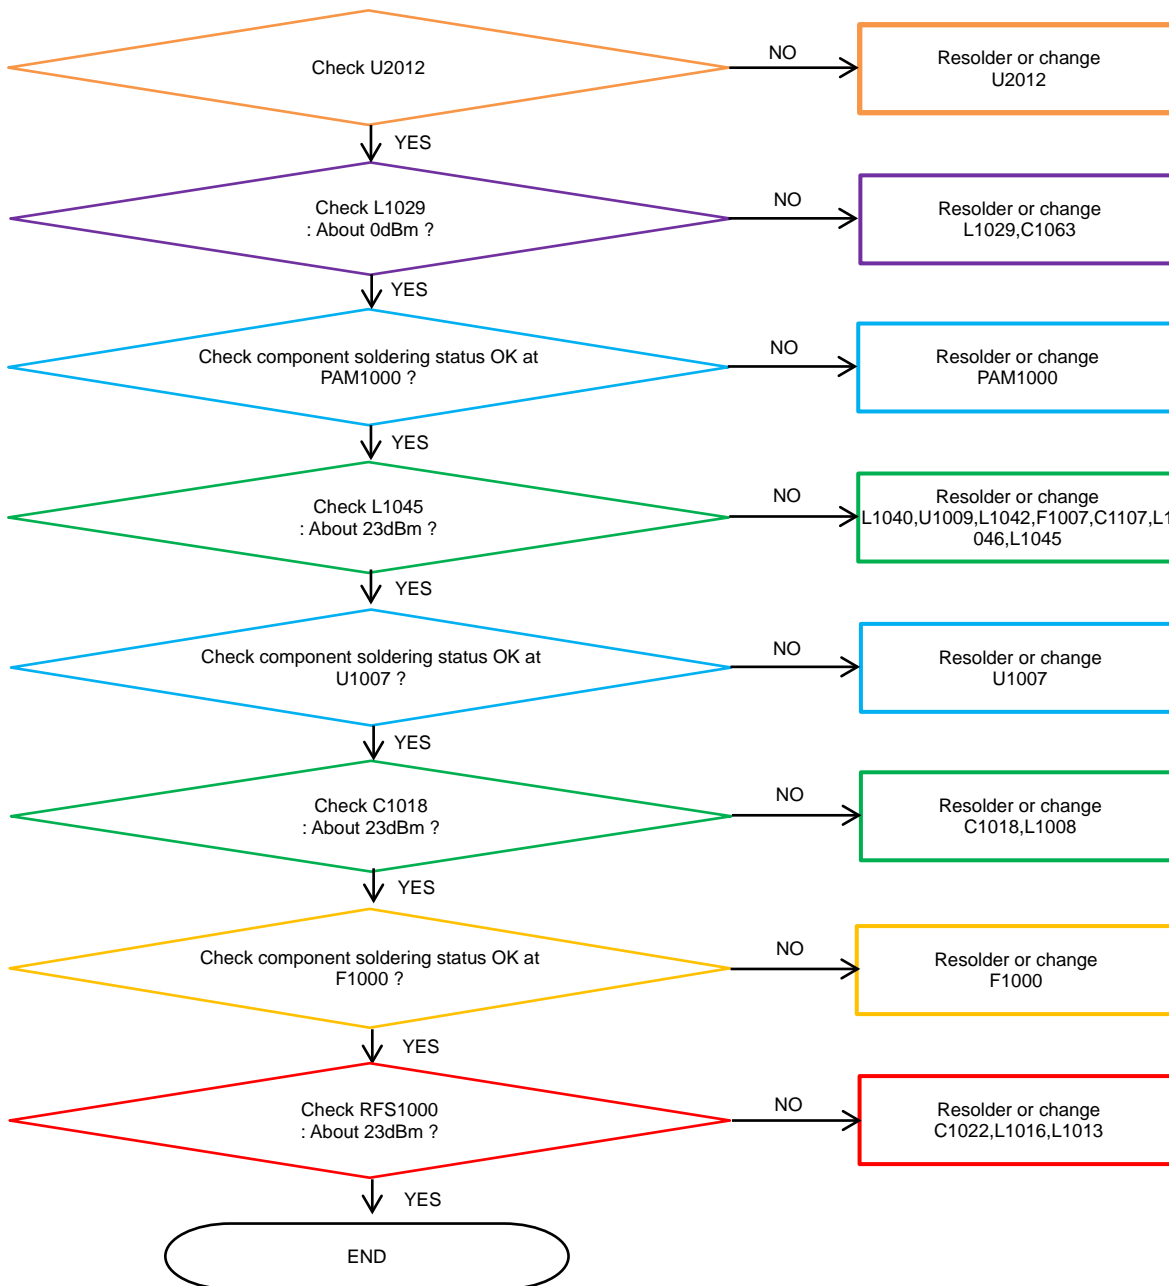 Check U2012
NO
Resolder or change
U2012
YES
Check L1029
: About 0dBm ?
NO
Resolder or change
L1029,C1063
YES
Check component soldering status OK at
PAM1000 ?
NO
Resolder or change
PAM1000
YES
Check L1045
: About 23dBm ?
NO
Resolder or change
L1040,U1009,L1042,F1007,C1107,L1
046,L1045
YES
Check component soldering status OK at
U1007 ?
NO
Resolder or change
U1007
YES
Check C1018
: About 23dBm ?
NO
Resolder or change
C1018,L1008
YES
Check component soldering status OK at
F1000 ?
NO
Resolder or change
F1000
YES
Check RFS1000
: About 23dBm ?
NO
Resolder or change
C1022,L1016,L1013
YES
END